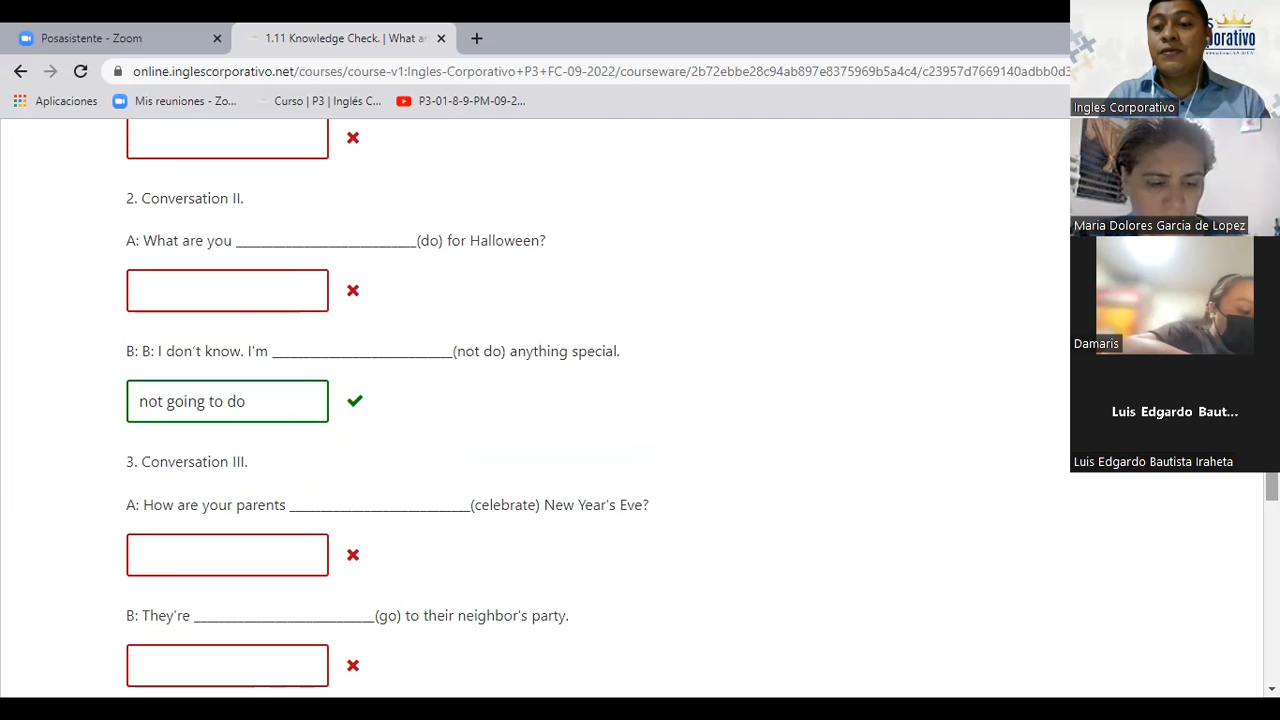 Posasistente - Zoom
1.11 Knowledge Check. | What a
online.inglescorporativo.net/courses/course-v1:Ingles-Corporativo+P3+FC-09-2022/courseware/2b72ebbe28c94ab897e8375969b5a4c4/c23957d7669140adbb0d3
Aplicaciones
Mis reuniones - Zo...
Curso | P3 | Inglés C...
P3-01-8-9-PM-09-2...
2. Conversation II.
A: What are you __________________________(do) for Halloween?
B: B: I don't know. I'm __________________________(not do) anything special.
not going to do
3. Conversation III.
A: How are your parents __________________________(celebrate) New Year's Eve?
B: They're __________________________(go) to their neighbor's party.
Ingles Corporativo
Maria Dolores Garcia de Lopez
Damaris
Luis Edgardo Baut...
Luis Edgardo Bautista Iraheta